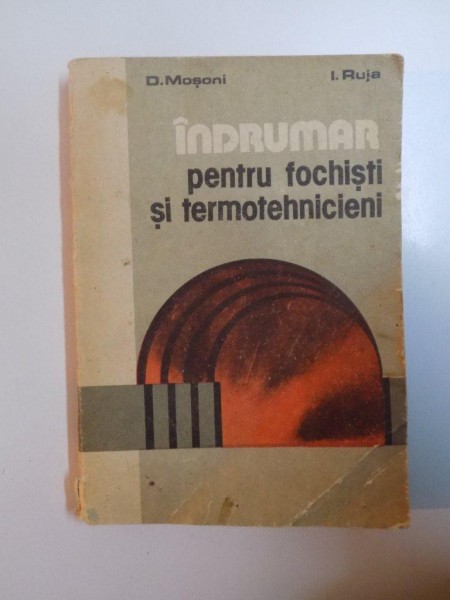 D. Moșoni I. Ruja
ÎNDRUMAR
pentru fochiști
și termotehnicieni